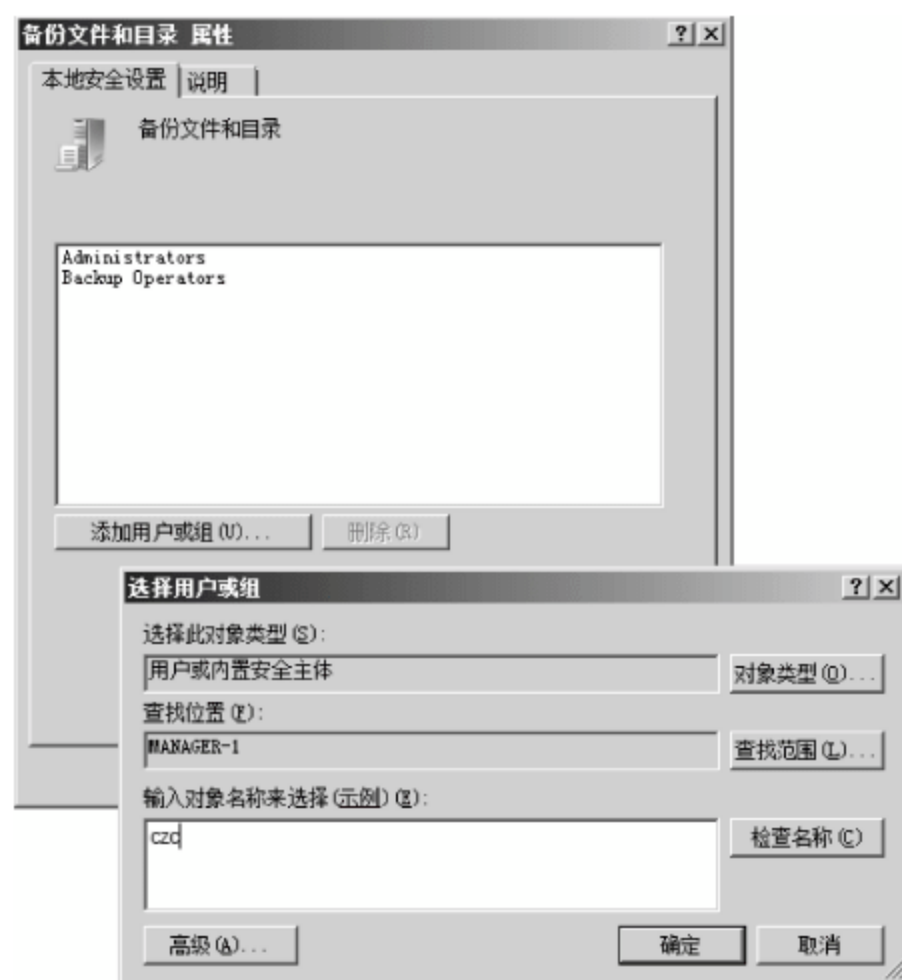 备份文件和目录 属性
本地安全设置 说明
备份文件和目录
Administrators
Backup Operators
添加用户或组(U)... 删除(R)
选择用户或组
选择此对象类型(S):
用户或内置安全主体 对象类型(O)...
查找位置(F):
MANAGER-1 查找范围(L)...
输入对象名称来选择(示例)(E):
czc 检查名称(C)
高级(A)... 确定 取消